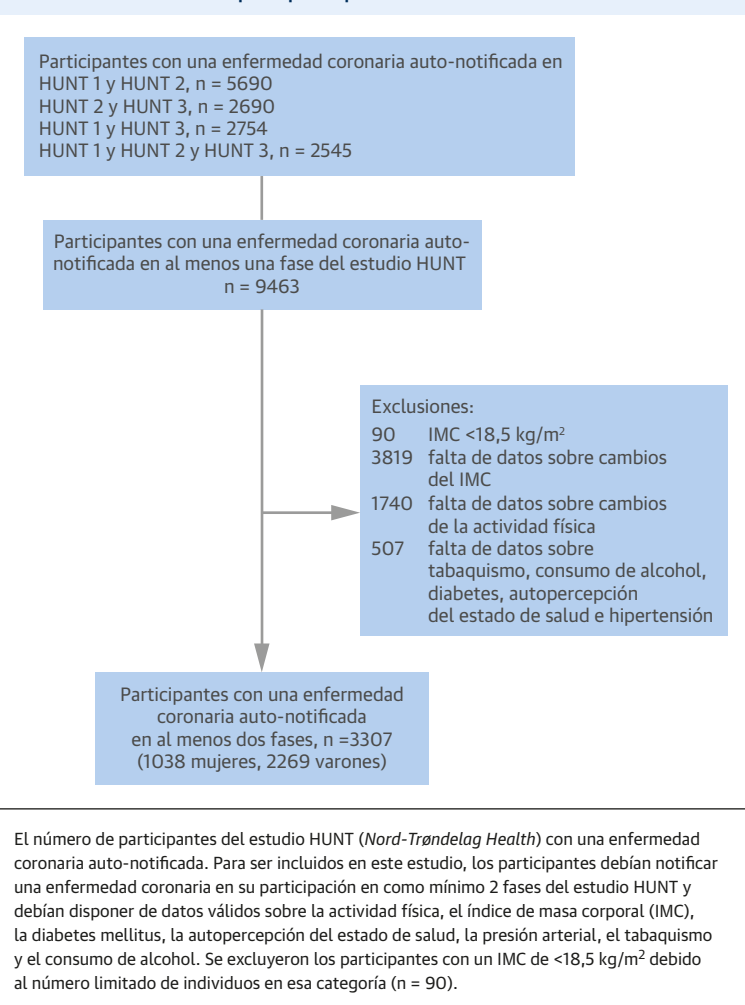 Participantes con una enfermedad coronaria auto-notificada en
HUNT 1 y HUNT 2, n = 5690
HUNT 2 y HUNT 3, n = 2690
HUNT 1 y HUNT 3, n = 2754
HUNT 1 y HUNT 2 y HUNT 3, n = 2545
Participantes con una enfermedad coronaria auto-
notificada en al menos una fase del estudio HUNT
n = 9463
Exclusiones:
90 IMC <18,5 kg/m²
3819 falta de datos sobre cambios
del IMC
1740 falta de datos sobre cambios
de la actividad física
507 falta de datos sobre
tabaquismo, consumo de alcohol,
diabetes, autopercepción
del estado de salud e hipertensión
Participantes con una enfermedad
coronaria auto-notificada
en al menos dos fases, n =3307
(1038 mujeres, 2269 varones)
El número de participantes del estudio HUNT (Nord-Trøndelag Health) con una enfermedad
coronaria auto-notificada. Para ser incluidos en este estudio, los participantes debían notificar
una enfermedad coronaria en su participación en como mínimo 2 fases del estudio HUNT y
debían disponer de datos válidos sobre la actividad física, el índice de masa corporal (IMC),
la diabetes mellitus, la autopercepción del estado de salud, la presión arterial, el tabaquismo
y el consumo de alcohol. Se excluyeron los participantes con un IMC de <18,5 kg/m² debido
al número limitado de individuos en esa categoría (n = 90).